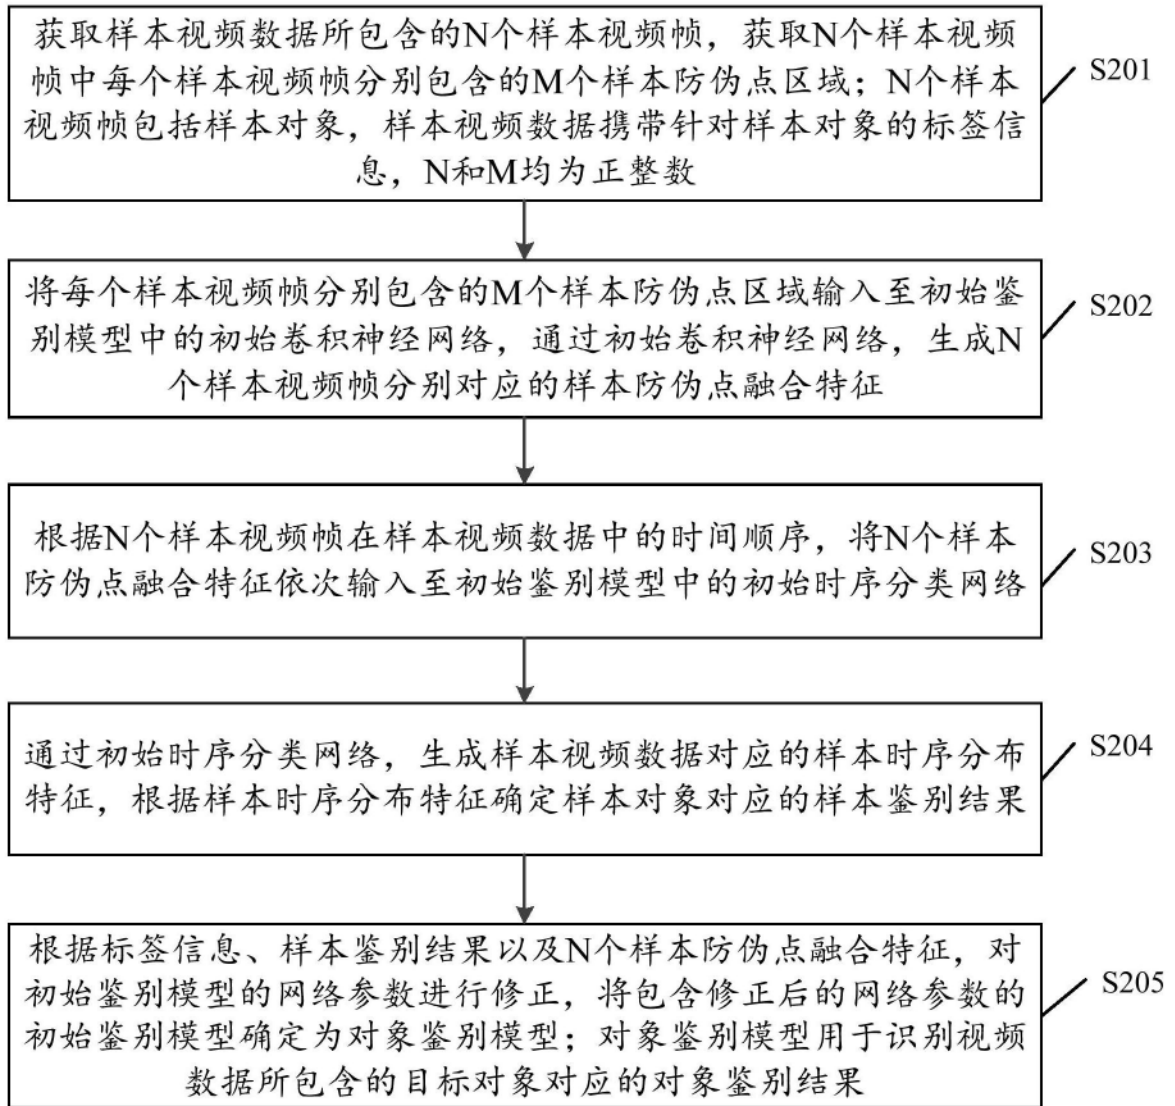 获取样本视频数据所包含的N个样本视频帧，获取N个样本视频
帧中每个样本视频帧分别包含的M个样本防伪点区域；N个样本
视频帧包括样本对象，样本视频数据携带针对样本对象的标签信
息，N和M均为正整数
S201
将每个样本视频帧分别包含的M个样本防伪点区域输入至初始鉴
别模型中的初始卷积神经网络，通过初始卷积神经网络，生成N
个样本视频帧分别对应的样本防伪点融合特征
S202
根据N个样本视频帧在样本视频数据中的时间顺序，将N个样本
防伪点融合特征依次输入至初始鉴别模型中的初始时序分类网络
S203
通过初始时序分类网络，生成样本视频数据对应的样本时序分布
特征，根据样本时序分布特征确定样本对象对应的样本鉴别结果
S204
根据标签信息、样本鉴别结果以及N个样本防伪点融合特征，对
初始鉴别模型的网络参数进行修正，将包含修正后的网络参数的
初始鉴别模型确定为对象鉴别模型；对象鉴别模型用于识别视频
数据所包含的目标对象对应的对象鉴别结果
S205